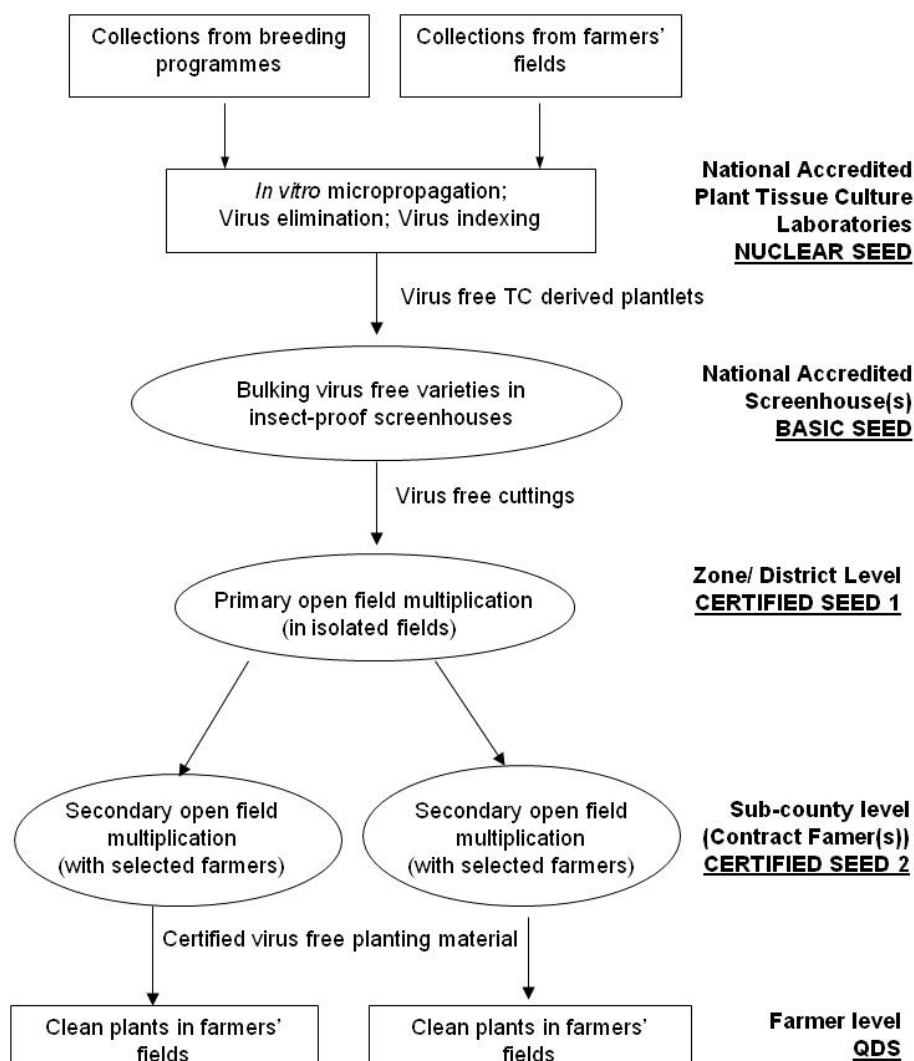 Collections from breeding
programmes
Collections from farmers'
fields
In vitro micropropagation;
Virus elimination; Virus indexing
National Accredited
Plant Tissue Culture
Laboratories
NUCLEAR SEED
Virus free TC derived plantlets
Bulking virus free varieties in
insect-proof screenhouses
National Accredited
Screenhouse(s)
BASIC SEED
Virus free cuttings
Primary open field multiplication
(in isolated fields)
Zone/ District Level
CERTIFIED SEED 1
Secondary open field
multiplication
(with selected farmers)
Secondary open field
multiplication
(with selected farmers)
Sub-county level
(Contract Famer(s))
CERTIFIED SEED 2
Certified virus free planting material
Clean plants in farmers'
fields
Clean plants in farmers'
fields
Farmer level
QDS